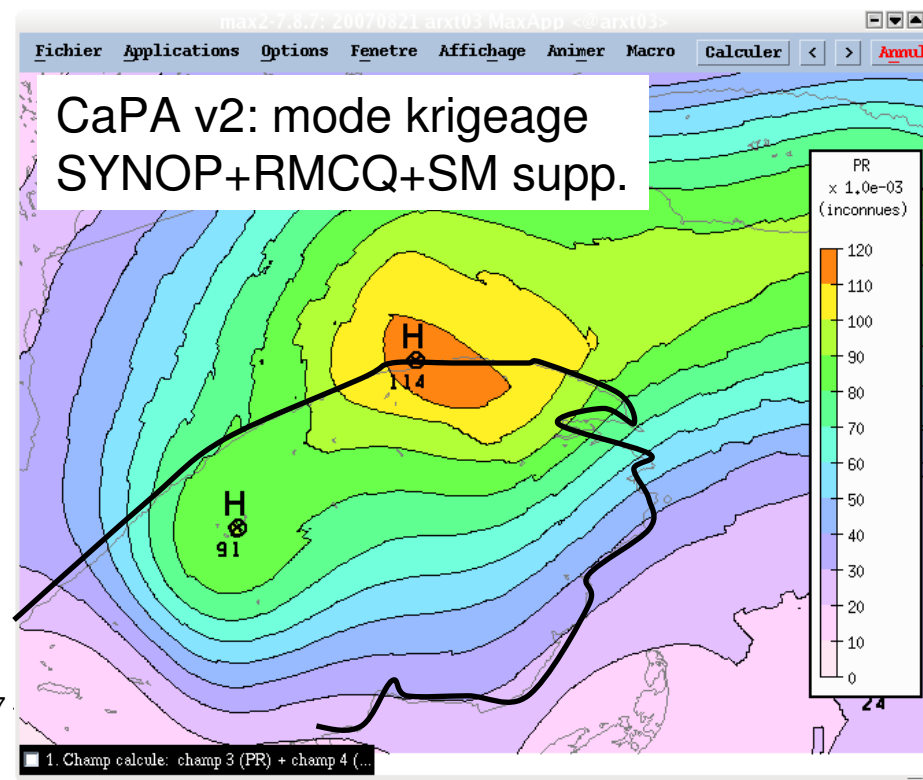 max2-7.8.7: 20070821 arxt03 MaxApp <@arxt03>
Fichier Applications Options Fenetre Affichage Animer Macro Calculer < > Annul
CaPA v2: mode krigeage
SYNOP+RMCQ+SM supp.
PR
x 1.0e-03
(inconnues)
120
110
100
90
80
70
60
50
40
30
20
10
0
H
114
H
91
7
24
1. Champ calcule: champ 3 (PR) + champ 4 (...